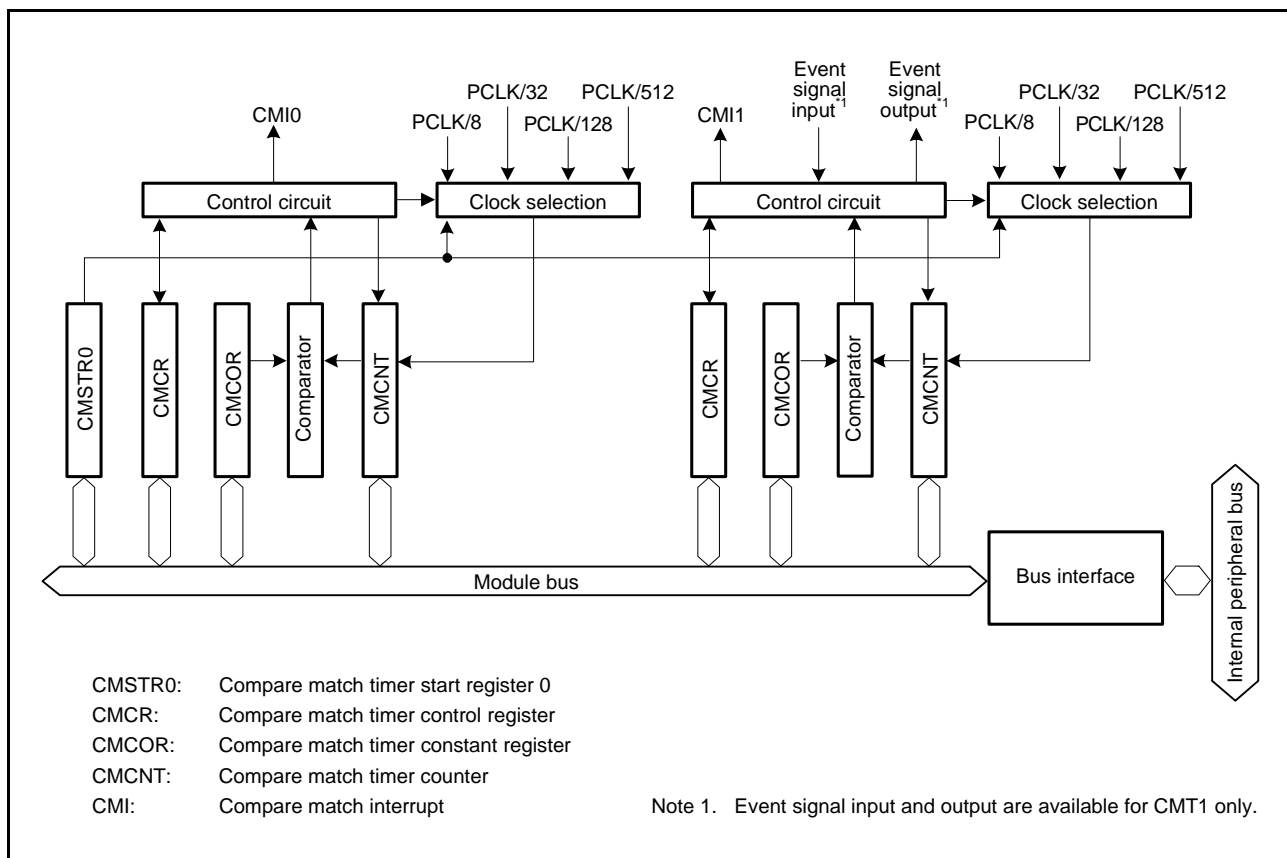 CMI0
PCLK/8
PCLK/32
PCLK/128
PCLK/512
CMI1
Event
signal
input*1
Event
signal
output*1
PCLK/8
PCLK/32
PCLK/128
PCLK/512
Control circuit
Clock selection
Control circuit
Clock selection
CMSTR0
CMCR
CMCOR
Comparator
CMCNT
CMCR
CMCOR
Comparator
CMCNT
Module bus
Bus interface
Internal peripheral bus
CMSTR0: Compare match timer start register 0
CMCR: Compare match timer control register
CMCOR: Compare match timer constant register
CMCNT: Compare match timer counter
CMI: Compare match interrupt
Note 1. Event signal input and output are available for CMT1 only.